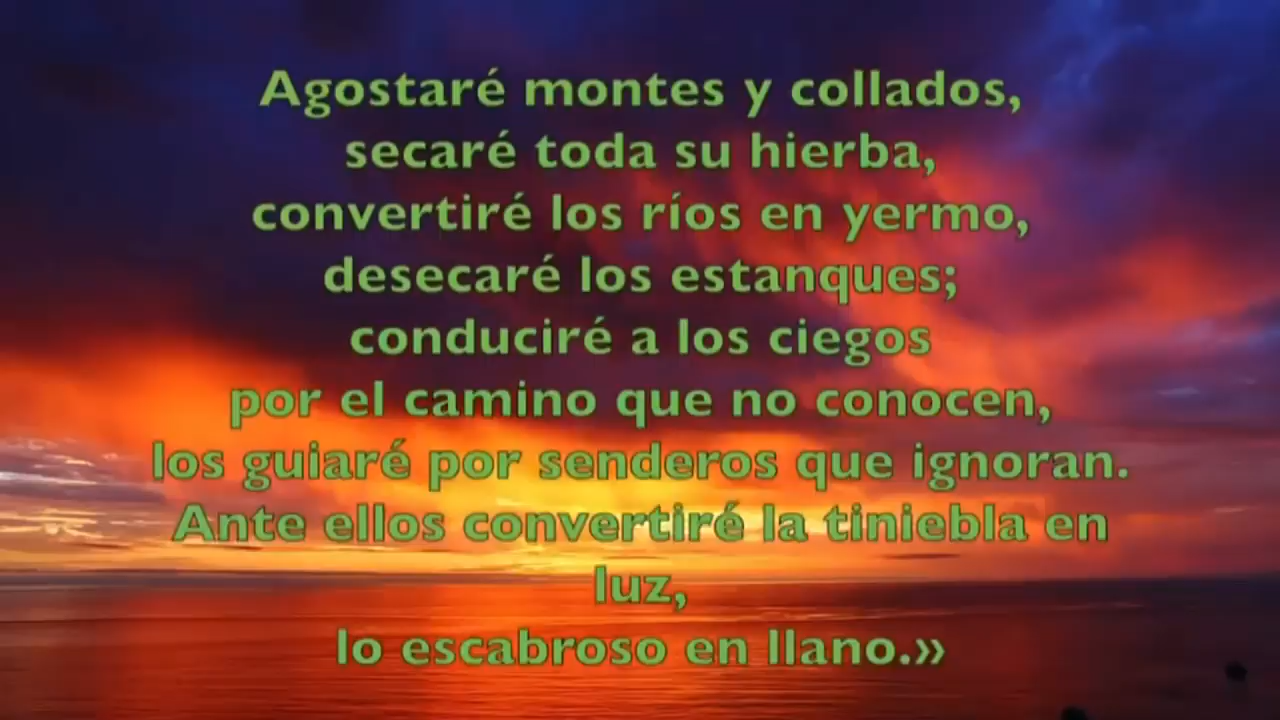 Agostaré montes y collados,
secaré toda su hierba,
convertiré los ríos en yermo,
desecaré los estanques;
conduciré a los ciegos
por el camino que no conocen,
los guiaré por senderos que ignoran.
Ante ellos convertiré la tiniebla en
luz,
lo escabroso en llano.»